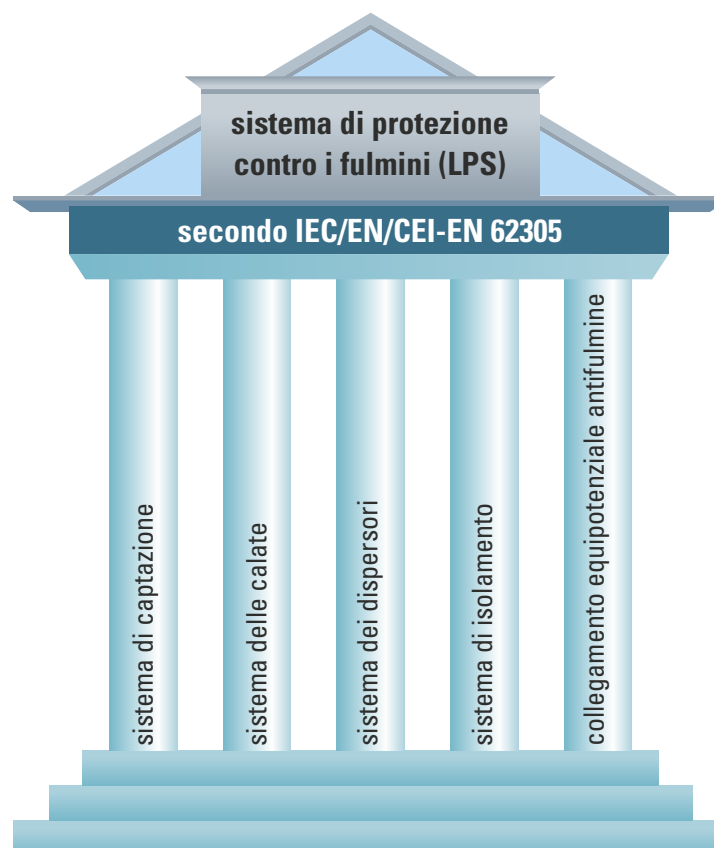 sistema di protezione
contro i fulmini (LPS)
secondo IEC/EN/CEI-EN 62305
sistema di captazione
sistema delle calate
sistema dei dispersori
sistema di isolamento
collegamento equipotenziale antifulmine